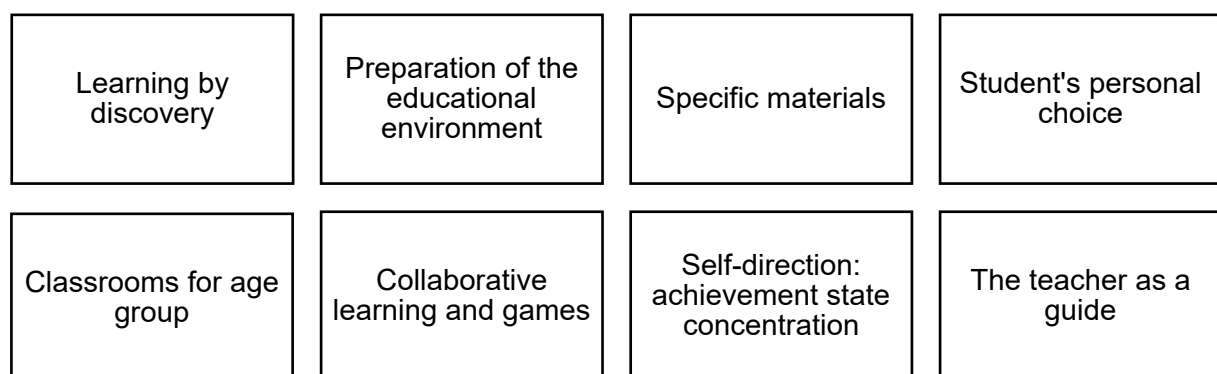 Learning by
discovery
Preparation of the
educational
environment
Specific materials
Student's personal
choice
Classrooms for age
group
Collaborative
learning and games
Self-direction:
achievement state
concentration
The teacher as a
guide